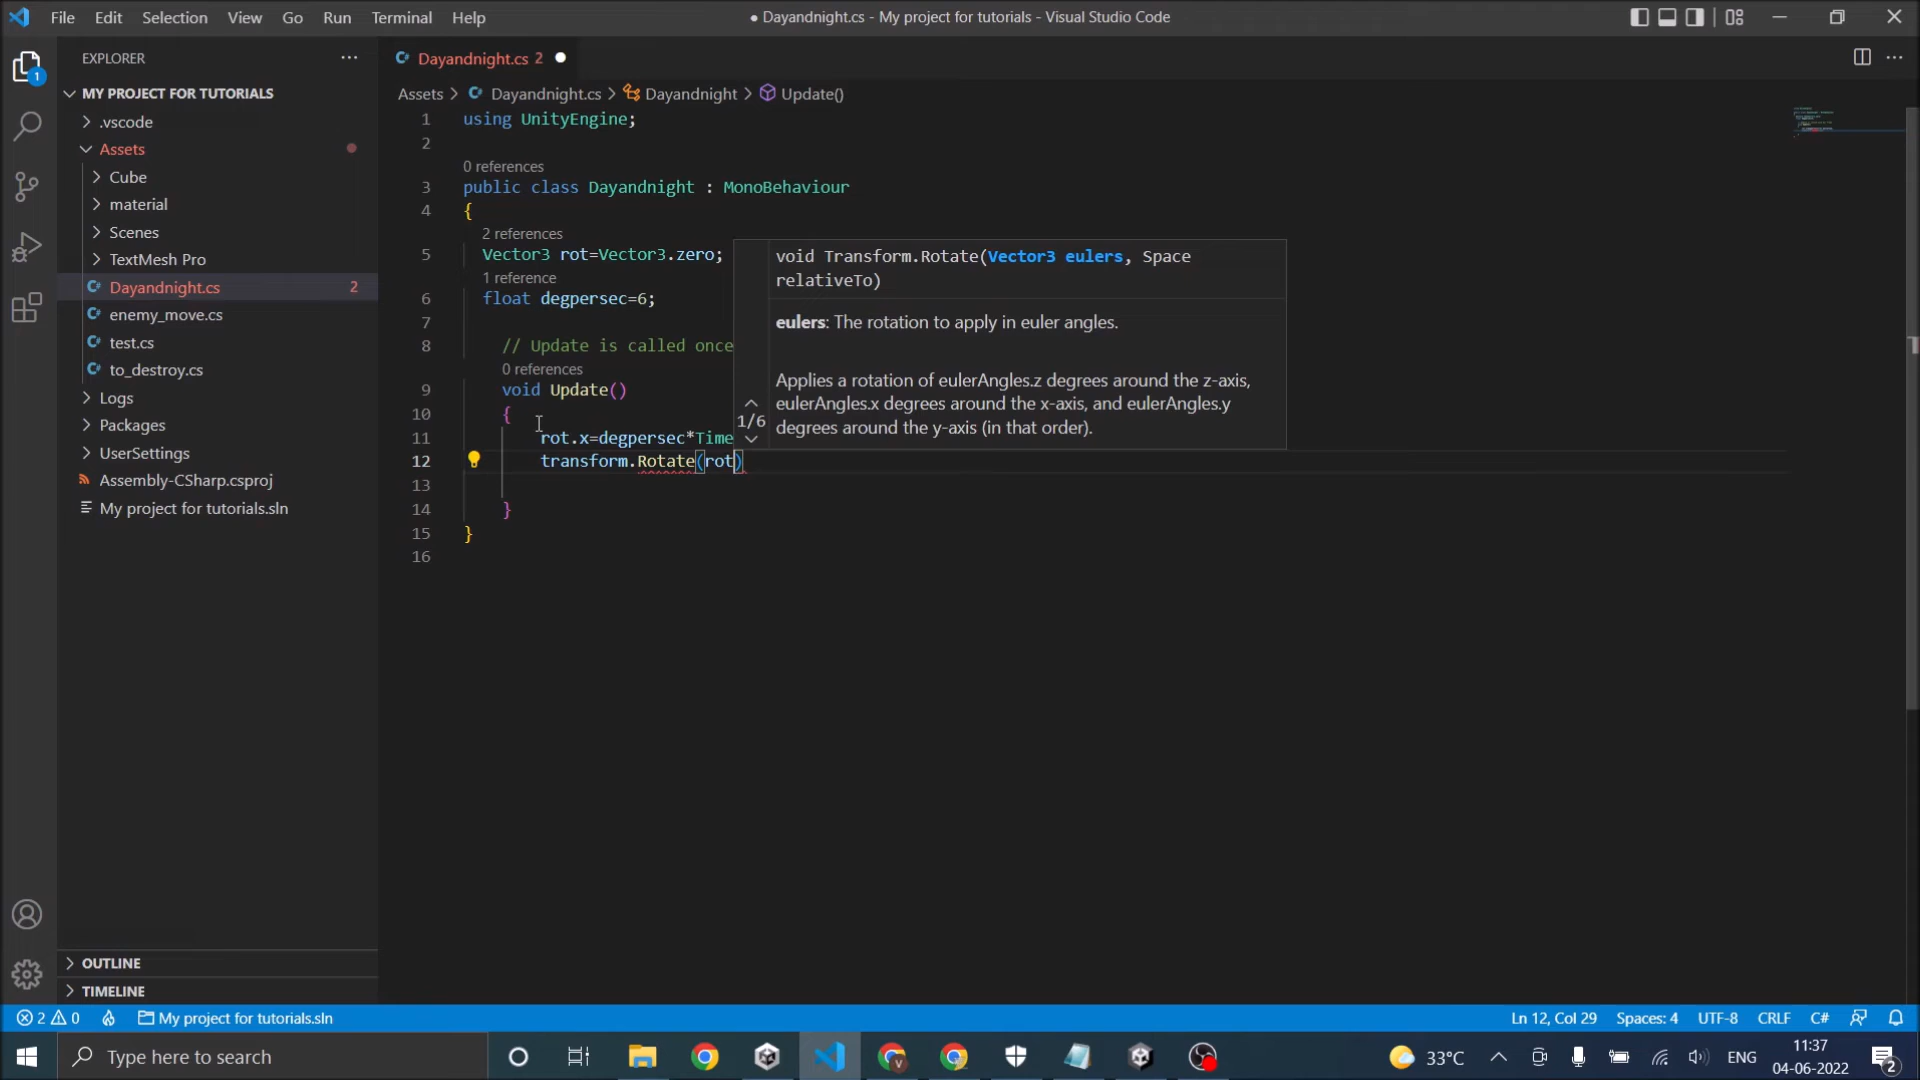 File Edit Selection View Go Run Terminal Help
● Dayandnight.cs - My project for tutorials - Visual Studio Code
EXPLORER
MY PROJECT FOR TUTORIALS
.vscode
Assets
Cube
material
Scenes
TextMesh Pro
Dayandnight.cs 2
enemy_move.cs
test.cs
to_destroy.cs
Logs
Packages
UserSettings
Assembly-CSharp.csproj
My project for tutorials.sln
OUTLINE
TIMELINE
1
Dayandnight.cs 2
Assets > Dayandnight.cs > Dayandnight > Update()
1 using UnityEngine;
2
0 references
3 public class Dayandnight : MonoBehaviour
4 {
2 references
5 Vector3 rot=Vector3.zero;
1 reference
6 float degpersec=6;
7
8 // Update is called once
0 references
9 void Update()
10 {
11 rot.x=degpersec*Time
12 transform.Rotate(rot)
13
14 }
15 }
16
void Transform.Rotate(Vector3 eulers, Space
relativeTo)
eulers: The rotation to apply in euler angles.
1/6
Applies a rotation of eulerAngles.z degrees around the z-axis,
eulerAngles.x degrees around the x-axis, and eulerAngles.y
degrees around the y-axis (in that order).
2 0 My project for tutorials.sln
Ln 12, Col 29 Spaces: 4 UTF-8 CRLF C#
Type here to search
33°C ENG
11:37
04-06-2022
2